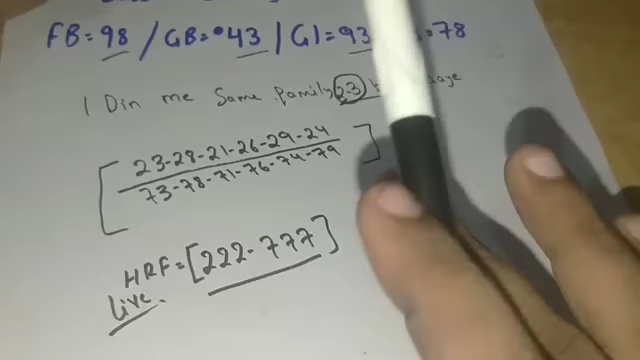 FB=98 / GB=43 | G1=93 78
1 Din me same family 23
23-28-21-26-29-24
73-78-71-76-74-79
HRF=[222-777]
Live.